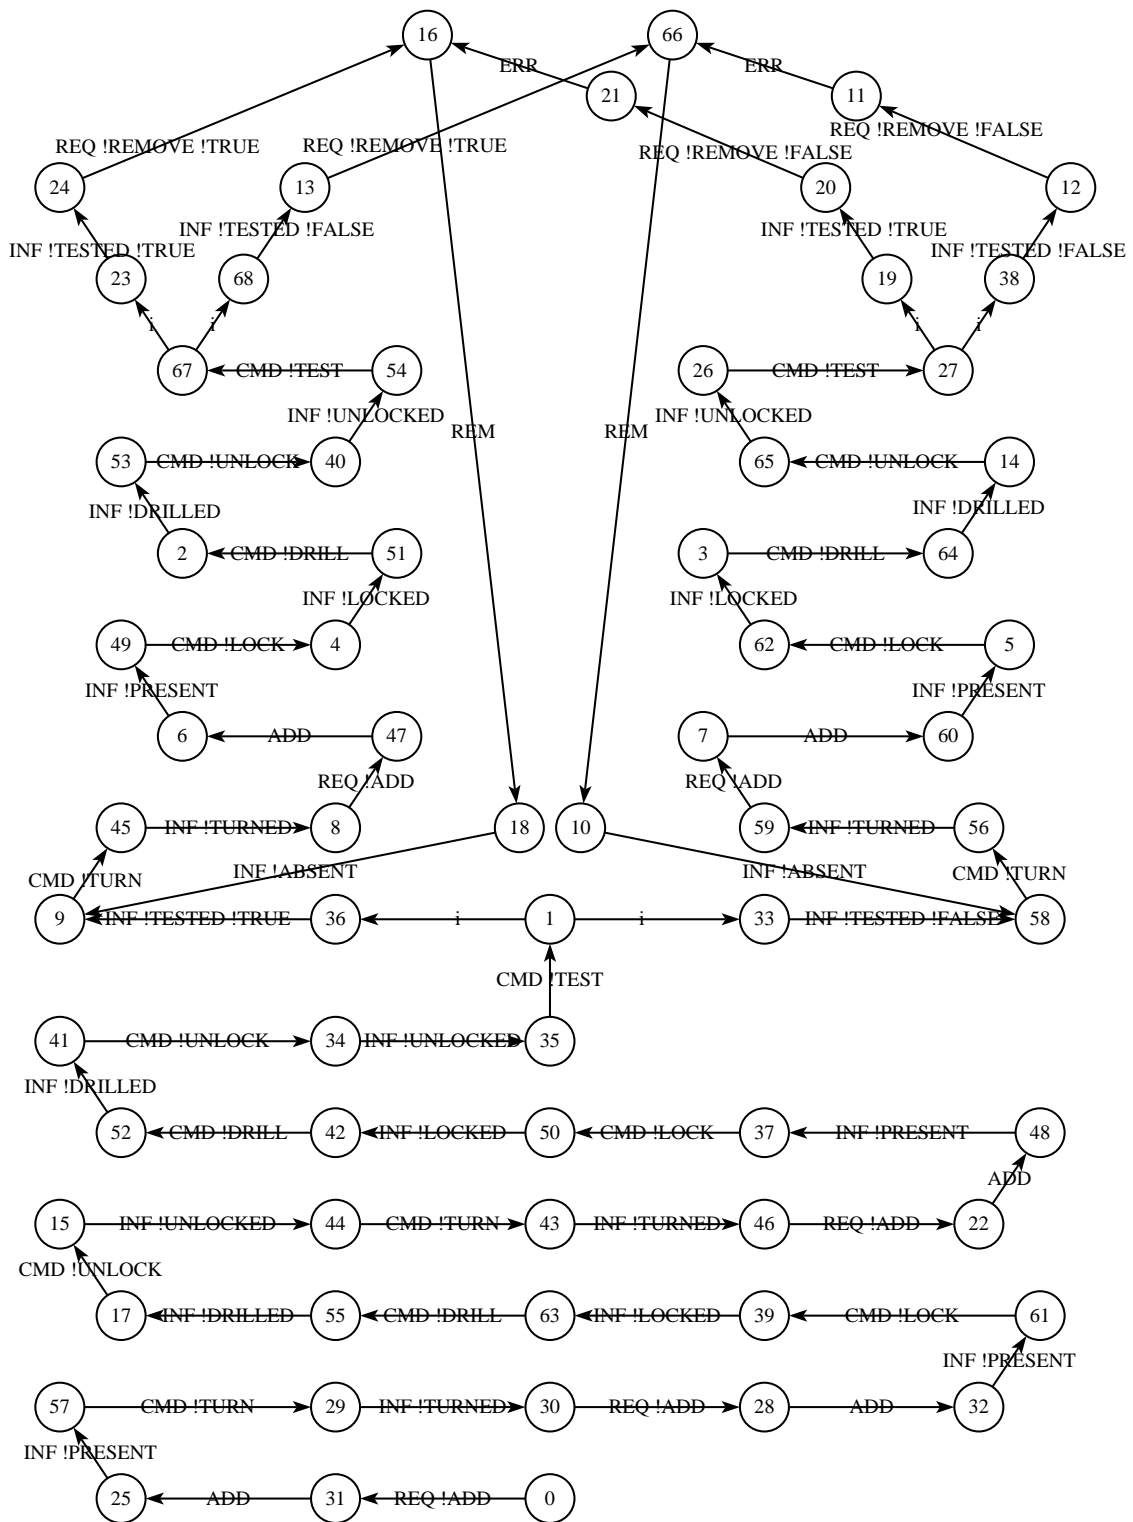 16
66
ERR
ERR
21
11
REQ !REMOVE !TRUE
REQ !REMOVE !TRUE
REQ !REMOVE !FALSE
REQ !REMOVE !FALSE
24
13
20
12
INF !TESTED !TRUE
INF !TESTED !FALSE
INF !TESTED !TRUE
INF !TESTED !FALSE
23
68
19
38
i
i
i
i
67
CMD !TEST
54
26
CMD !TEST
27
INF !UNLOCKED
INF !UNLOCKED
REM
REM
53
CMD !UNLOCK
40
65
CMD !UNLOCK
14
INF !DRILLED
INF !DRILLED
2
CMD !DRILL
51
3
CMD !DRILL
64
INF !LOCKED
INF !LOCKED
49
CMD !LOCK
4
62
CMD !LOCK
5
INF !PRESENT
INF !PRESENT
6
ADD
47
7
ADD
60
REQ !ADD
REQ !ADD
45
INF !TURNED
8
18
10
59
INF !TURNED
56
CMD !TURN
INF !ABSENT
INF !ABSENT
CMD !TURN
9
INF !TESTED !TRUE
36
i
1
i
33
INF !TESTED !FALSE
58
CMD !TEST
41
CMD !UNLOCK
34
INF !UNLOCKED
35
INF !DRILLED
52
CMD !DRILL
42
INF !LOCKED
50
CMD !LOCK
37
INF !PRESENT
48
ADD
15
INF !UNLOCKED
44
CMD !TURN
43
INF !TURNED
46
REQ !ADD
22
CMD !UNLOCK
17
INF !DRILLED
55
CMD !DRILL
63
INF !LOCKED
39
CMD !LOCK
61
INF !PRESENT
57
CMD !TURN
29
INF !TURNED
30
REQ !ADD
28
ADD
32
INF !PRESENT
25
ADD
31
REQ !ADD
0